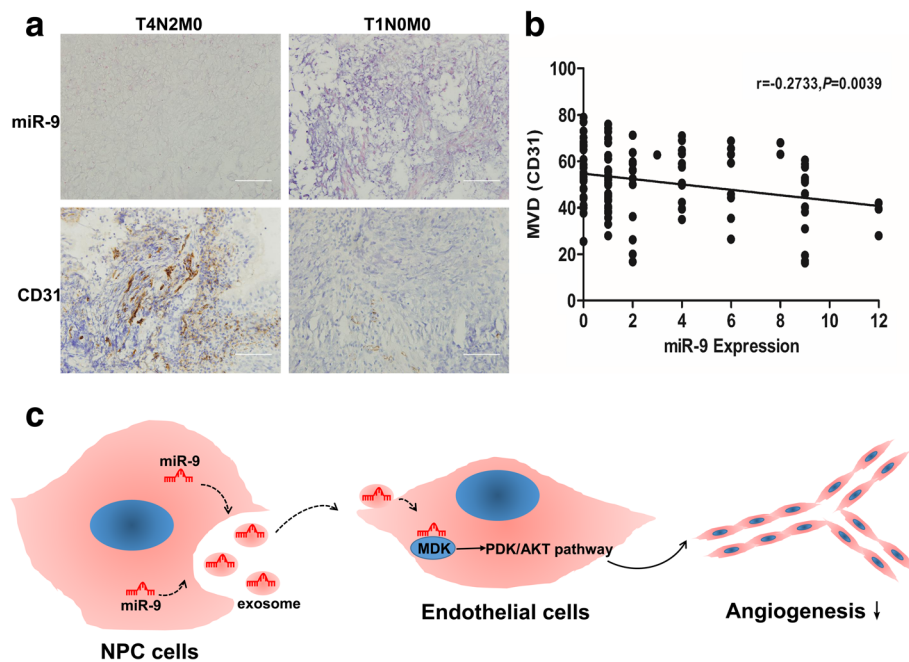 a
T4N2M0
T1N0M0
miR-9
CD31
b
r=-0.2733,P=0.0039
MVD (CD31)
100
80
60
40
20
0
0 2 4 6 8 10 12
miR-9 Expression
c
miR-9
miR-9
exosome
NPC cells
MDK
PDK/AKT pathway
Endothelial cells
Angiogenesis ↓